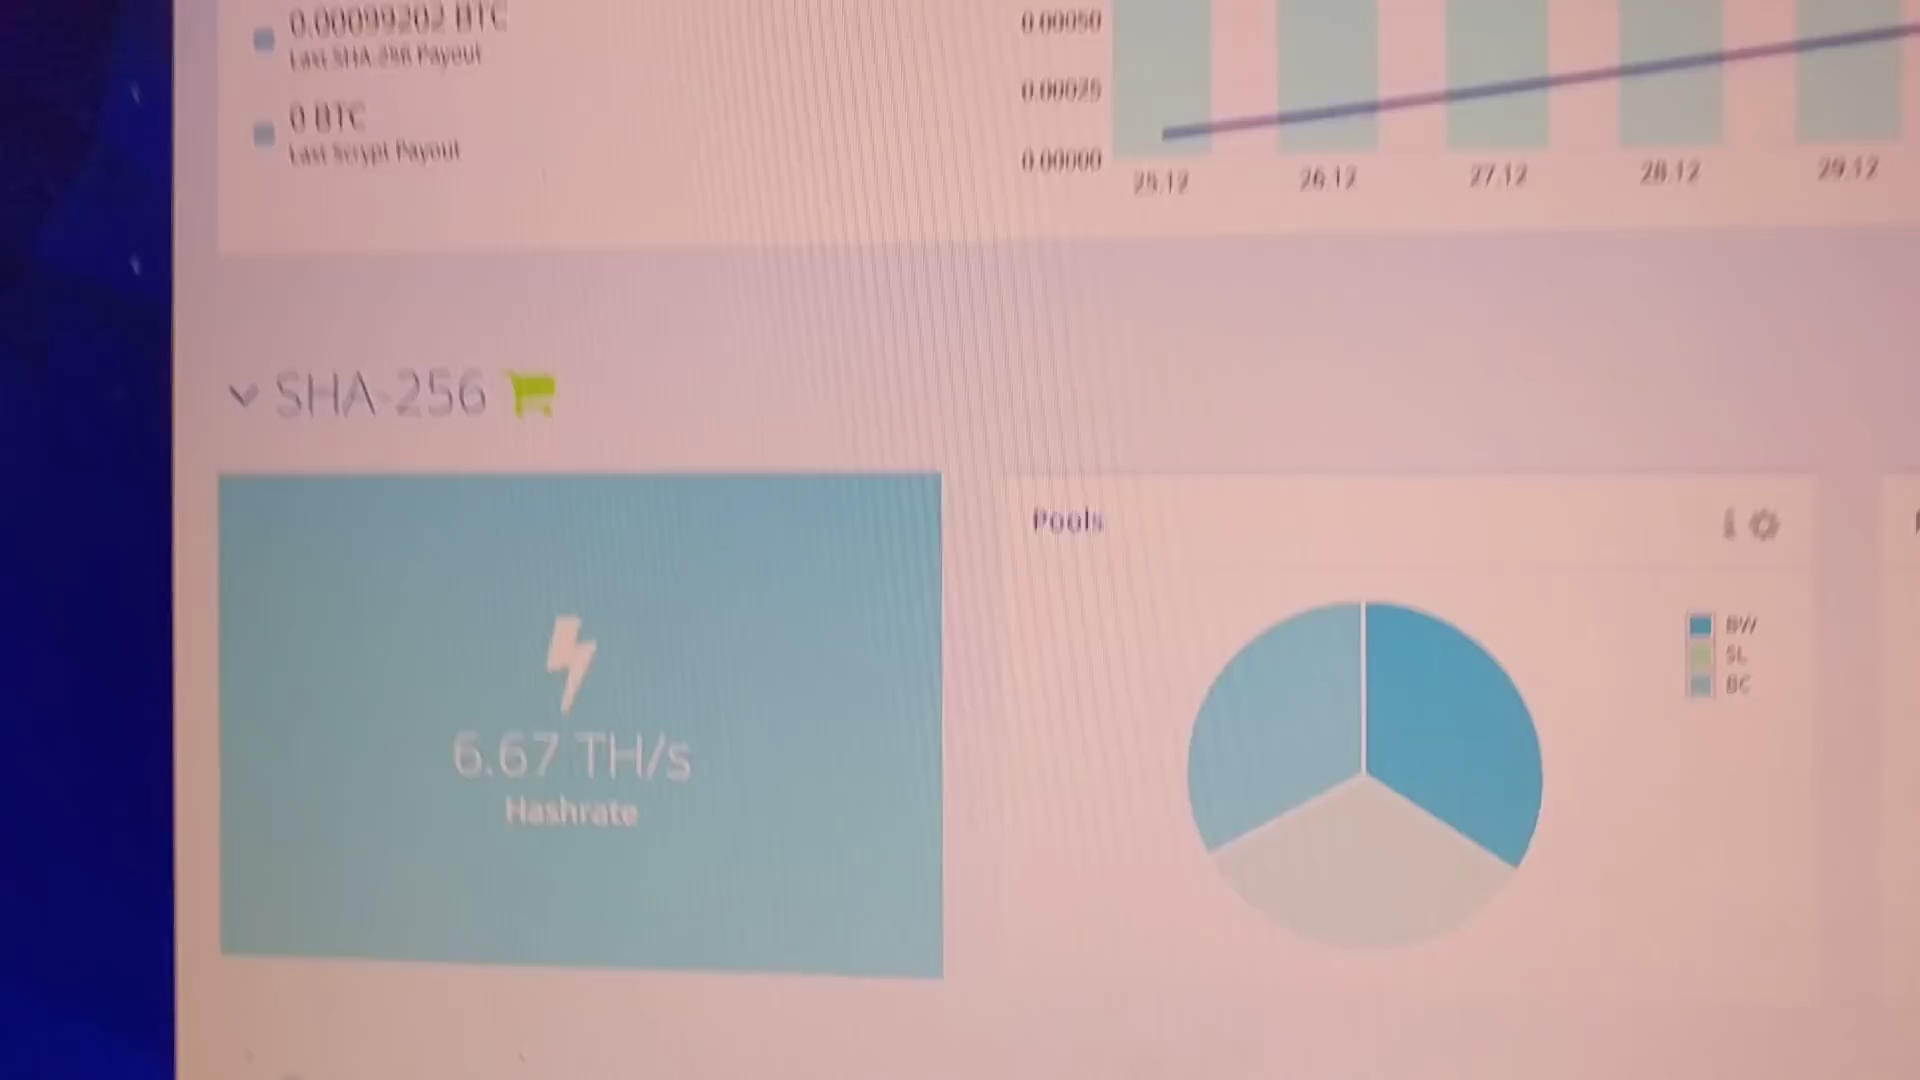 0.00099202 BTC
Last SHA-256 Payout
0 BTC
Last Scrypt Payout
0.00050
0.00025
0.00000
25.12
26.12
27.12
28.12
29.12
SHA-256
6.67 TH/s
Hashrate
Pools
BW
SL
BC